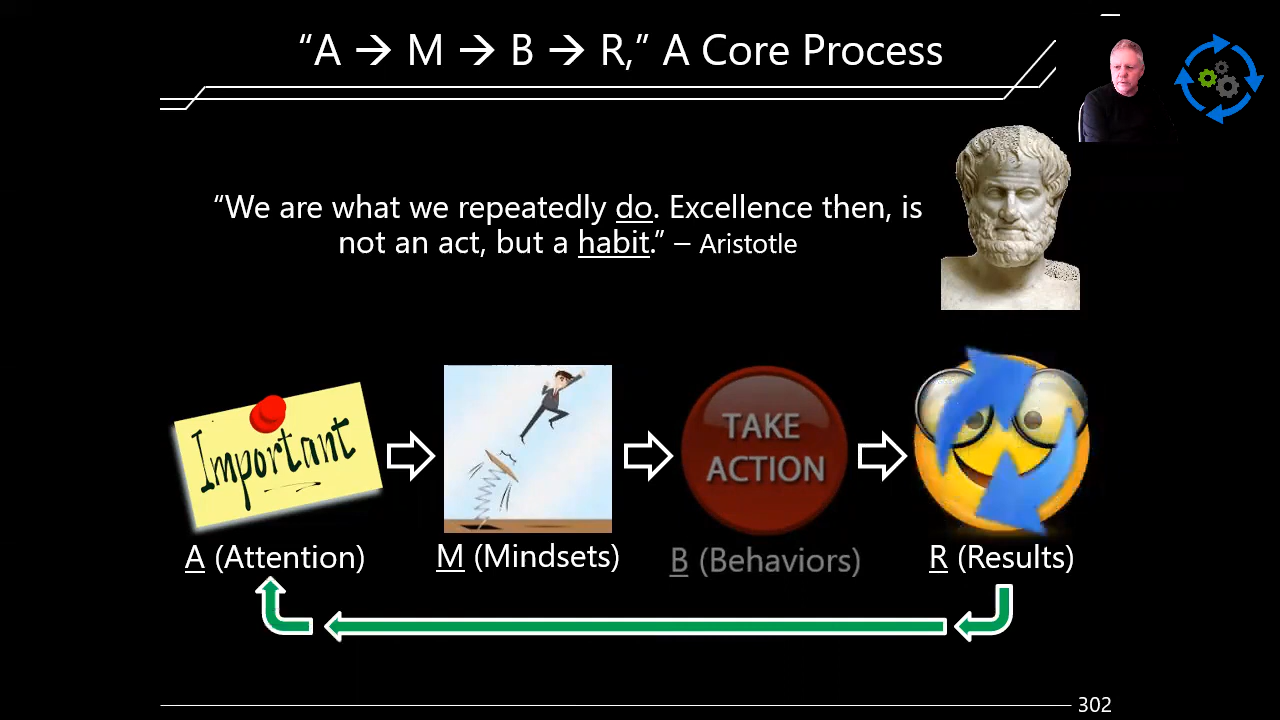 “A → M → B → R,” A Core Process
“We are what we repeatedly do. Excellence then, is
not an act, but a habit.” – Aristotle
Important
TAKE
ACTION
A (Attention)
M (Mindsets)
B (Behaviors)
R (Results)
302